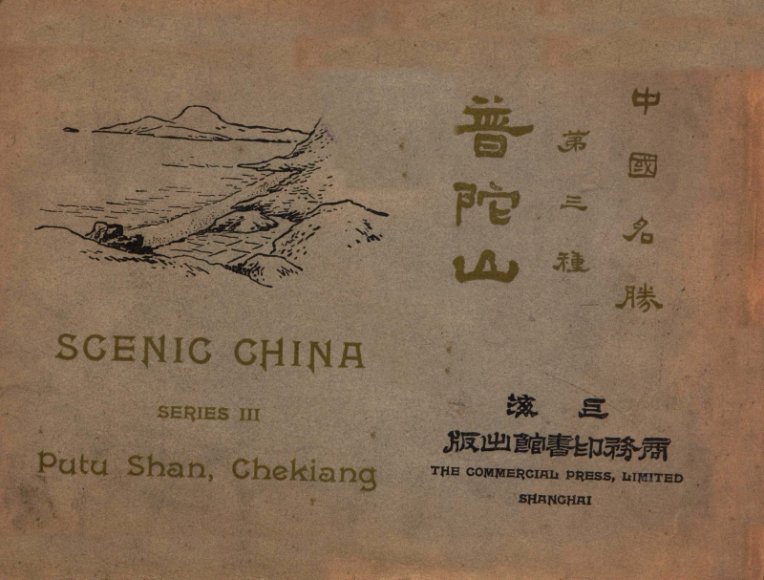 中國名勝
第三種
普陀山
SCENIC CHINA
SERIES III
Putu Shan, Chekiang
上海
商務印書館出版
THE COMMERCIAL PRESS, LIMITED
SHANGHAI